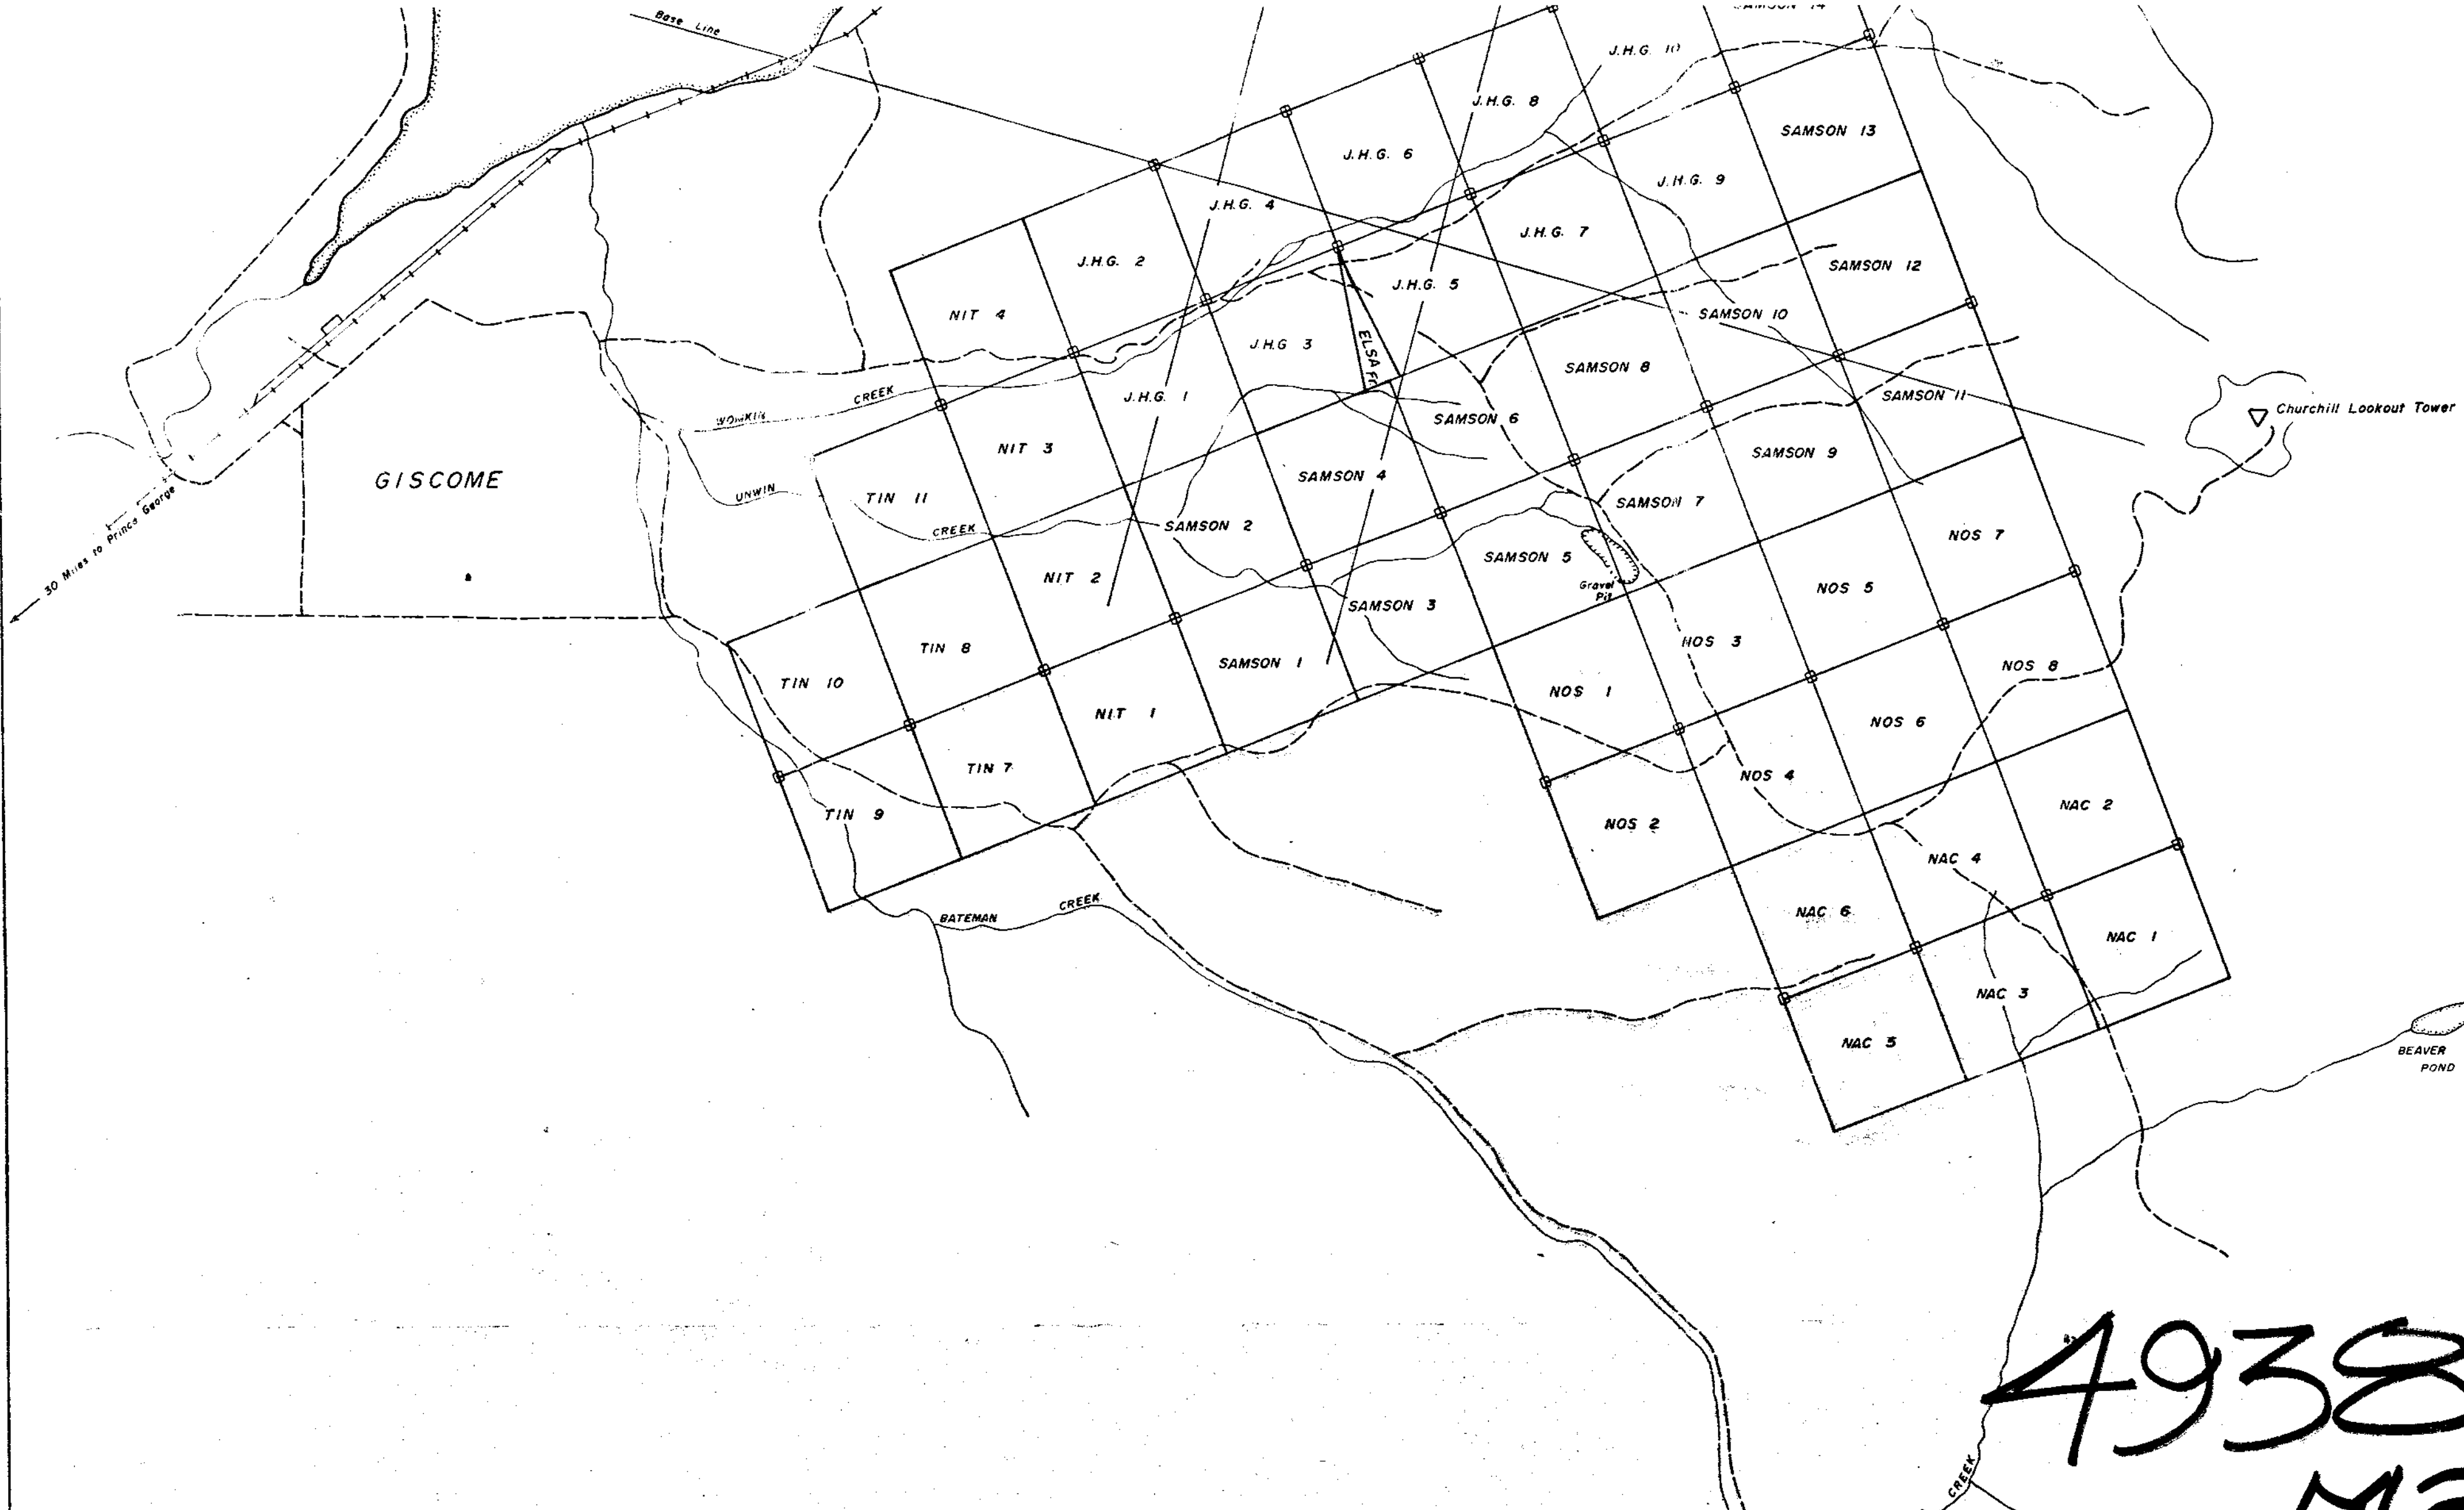 Base Line
SAMSON 14
J.H.G. 10
J.H.G. 8
SAMSON 13
J.H.G. 6
J.H.G. 9
J.H.G. 4
J.H.G. 7
J.H.G. 2
SAMSON 12
J.H.G. 5
NIT 4
SAMSON 10
J.H.G 3
ELSA Fr.
SAMSON 8
J.H.G. 1
SAMSON 11
CREEK
SAMSON 6
Churchill Lookout Tower
NIT 3
SAMSON 9
GISCOME
SAMSON 4
UNWIN
TIN 11
SAMSON 7
CREEK
SAMSON 2
30 Miles to Prince George
NOS 7
SAMSON 5
NIT 2
Gravel
Pit
NOS 5
SAMSON 3
NOS 3
TIN 8
SAMSON 1
NOS 8
TIN 10
NOS 1
NIT 1
NOS 6
TIN 7
NOS 4
NAC 2
TIN 9
NOS 2
NAC 4
BATEMAN CREEK
NAC 6
NAC 1
NAC 3
NAC 5
BEAVER
POND
4938
M2
CREEK